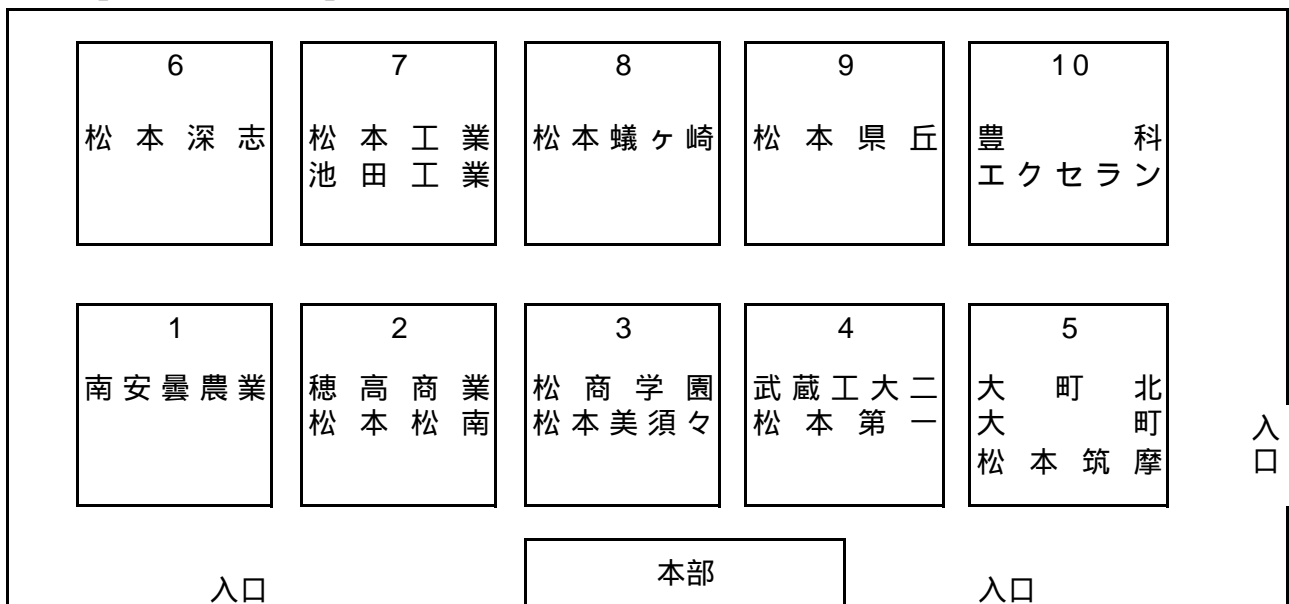 6
松本深志
7
松本工業
池田工業
8
松本蟻ヶ崎
9
松本県丘
10
豊科
エクセラン
1
南安曇農業
2
穂高商業
松本松南
3
松商学園
松本美須々
4
武蔵工大二
松本第一
5
大町北
大町
松本筑摩
入口
本部
入口
入口